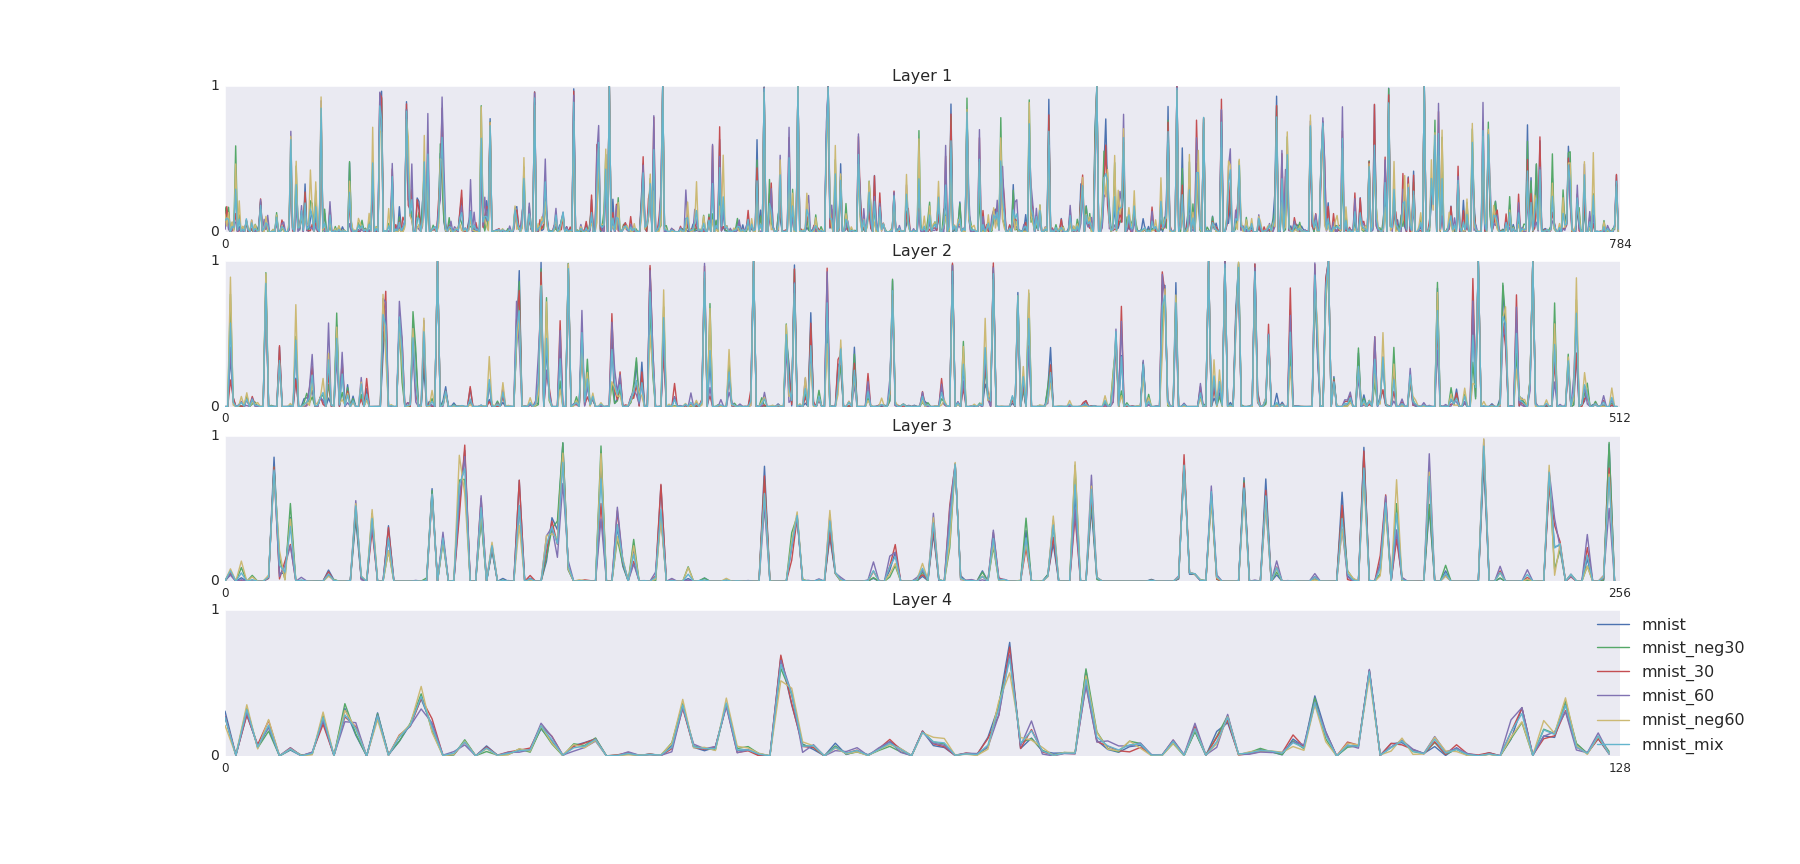 Layer 1
1
0
0
784
Layer 2
1
0
0
512
Layer 3
1
0
0
256
Layer 4
1
0
0
128
mnist
mnist_neg30
mnist_30
mnist_60
mnist_neg60
mnist_mix